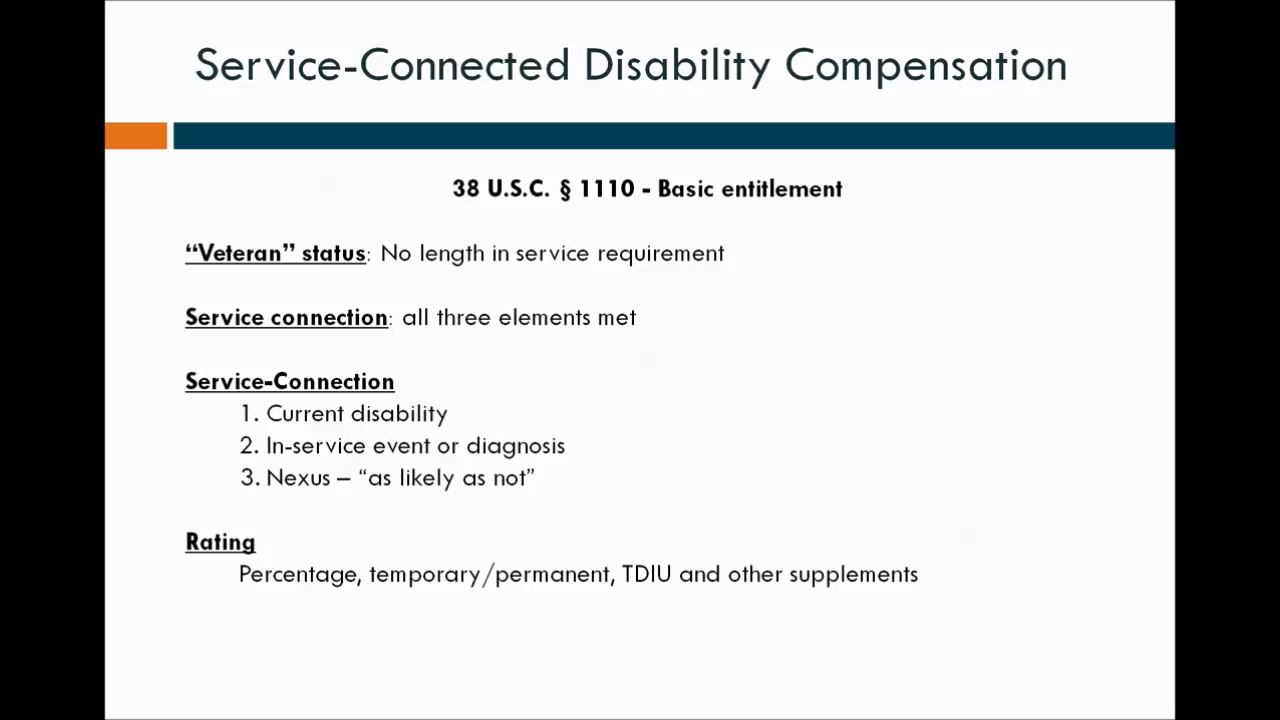 Service-Connected Disability Compensation
38 U.S.C. § 1110 - Basic entitlement
“Veteran” status: No length in service requirement
Service connection: all three elements met
Service-Connection
1. Current disability
2. In-service event or diagnosis
3. Nexus – “as likely as not”
Rating
Percentage, temporary/permanent, TDIU and other supplements